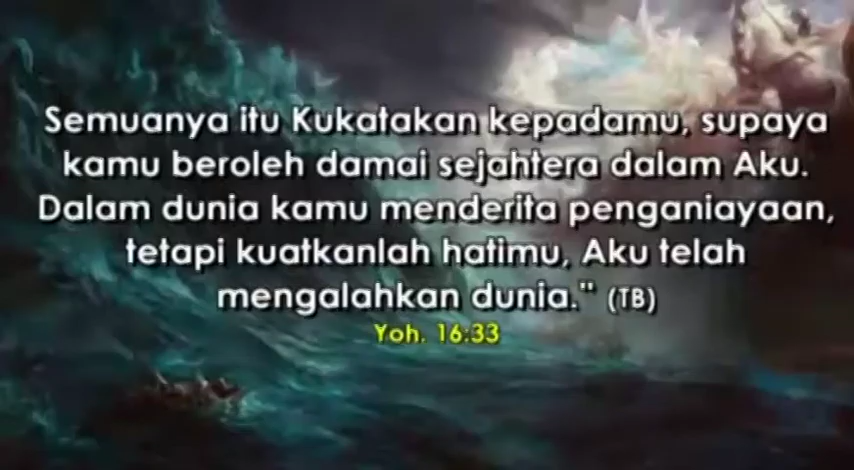 Semuanya itu Kukatakan kepadamu, supaya
kamu beroleh damai sejahtera dalam Aku.
Dalam dunia kamu menderita penganiayaan,
tetapi kuatkanlah hatimu, Aku telah
mengalahkan dunia." (TB)
Yoh. 16:33